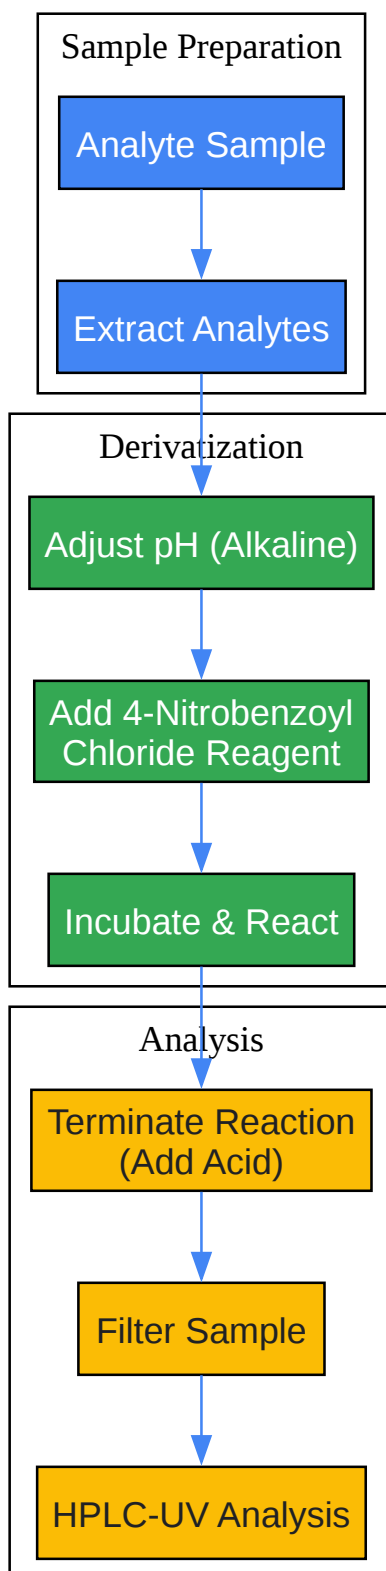 Sample Preparation
Analyte Sample
Extract Analytes
Derivatization
Adjust pH (Alkaline)
Add 4-Nitrobenzoyl
Chloride Reagent
Incubate & React
Analysis
Terminate Reaction
(Add Acid)
Filter Sample
HPLC-UV Analysis